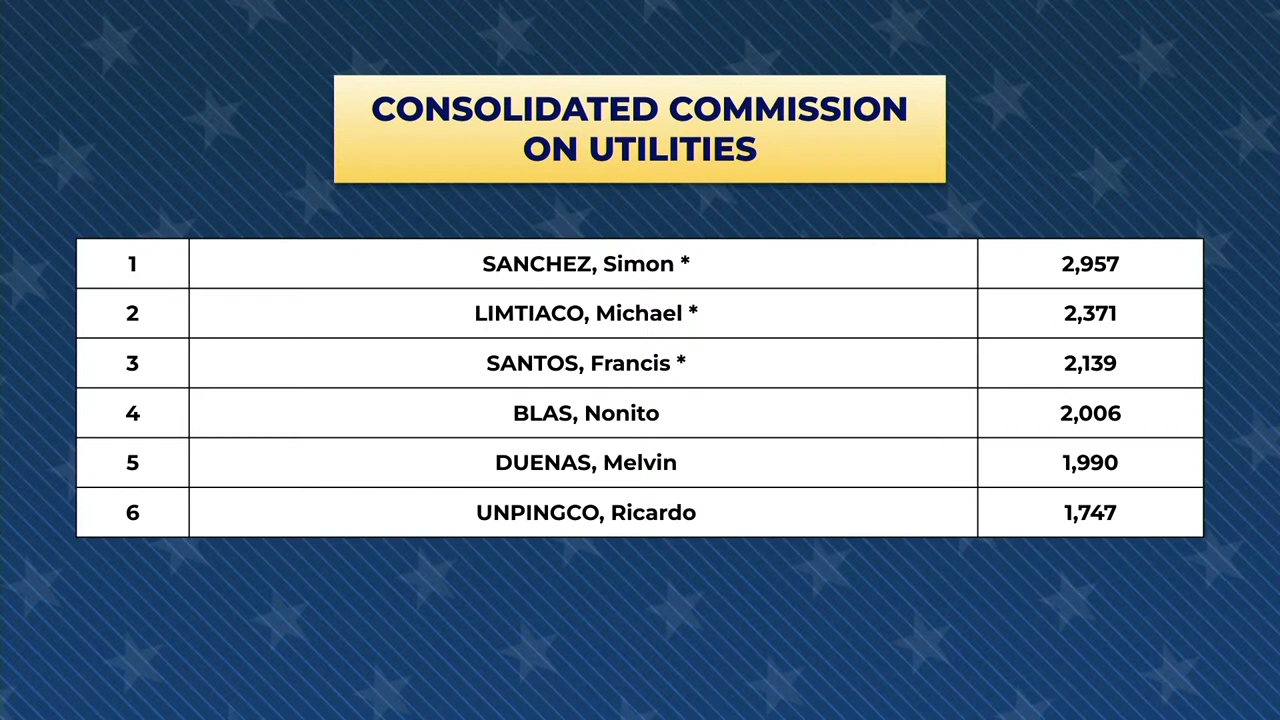 CONSOLIDATED COMMISSION
ON UTILITIES
1 SANCHEZ, Simon * 2,957
2 LIMTIACO, Michael * 2,371
3 SANTOS, Francis * 2,139
4 BLAS, Nonito 2,006
5 DUENAS, Melvin 1,990
6 UNPINGCO, Ricardo 1,747